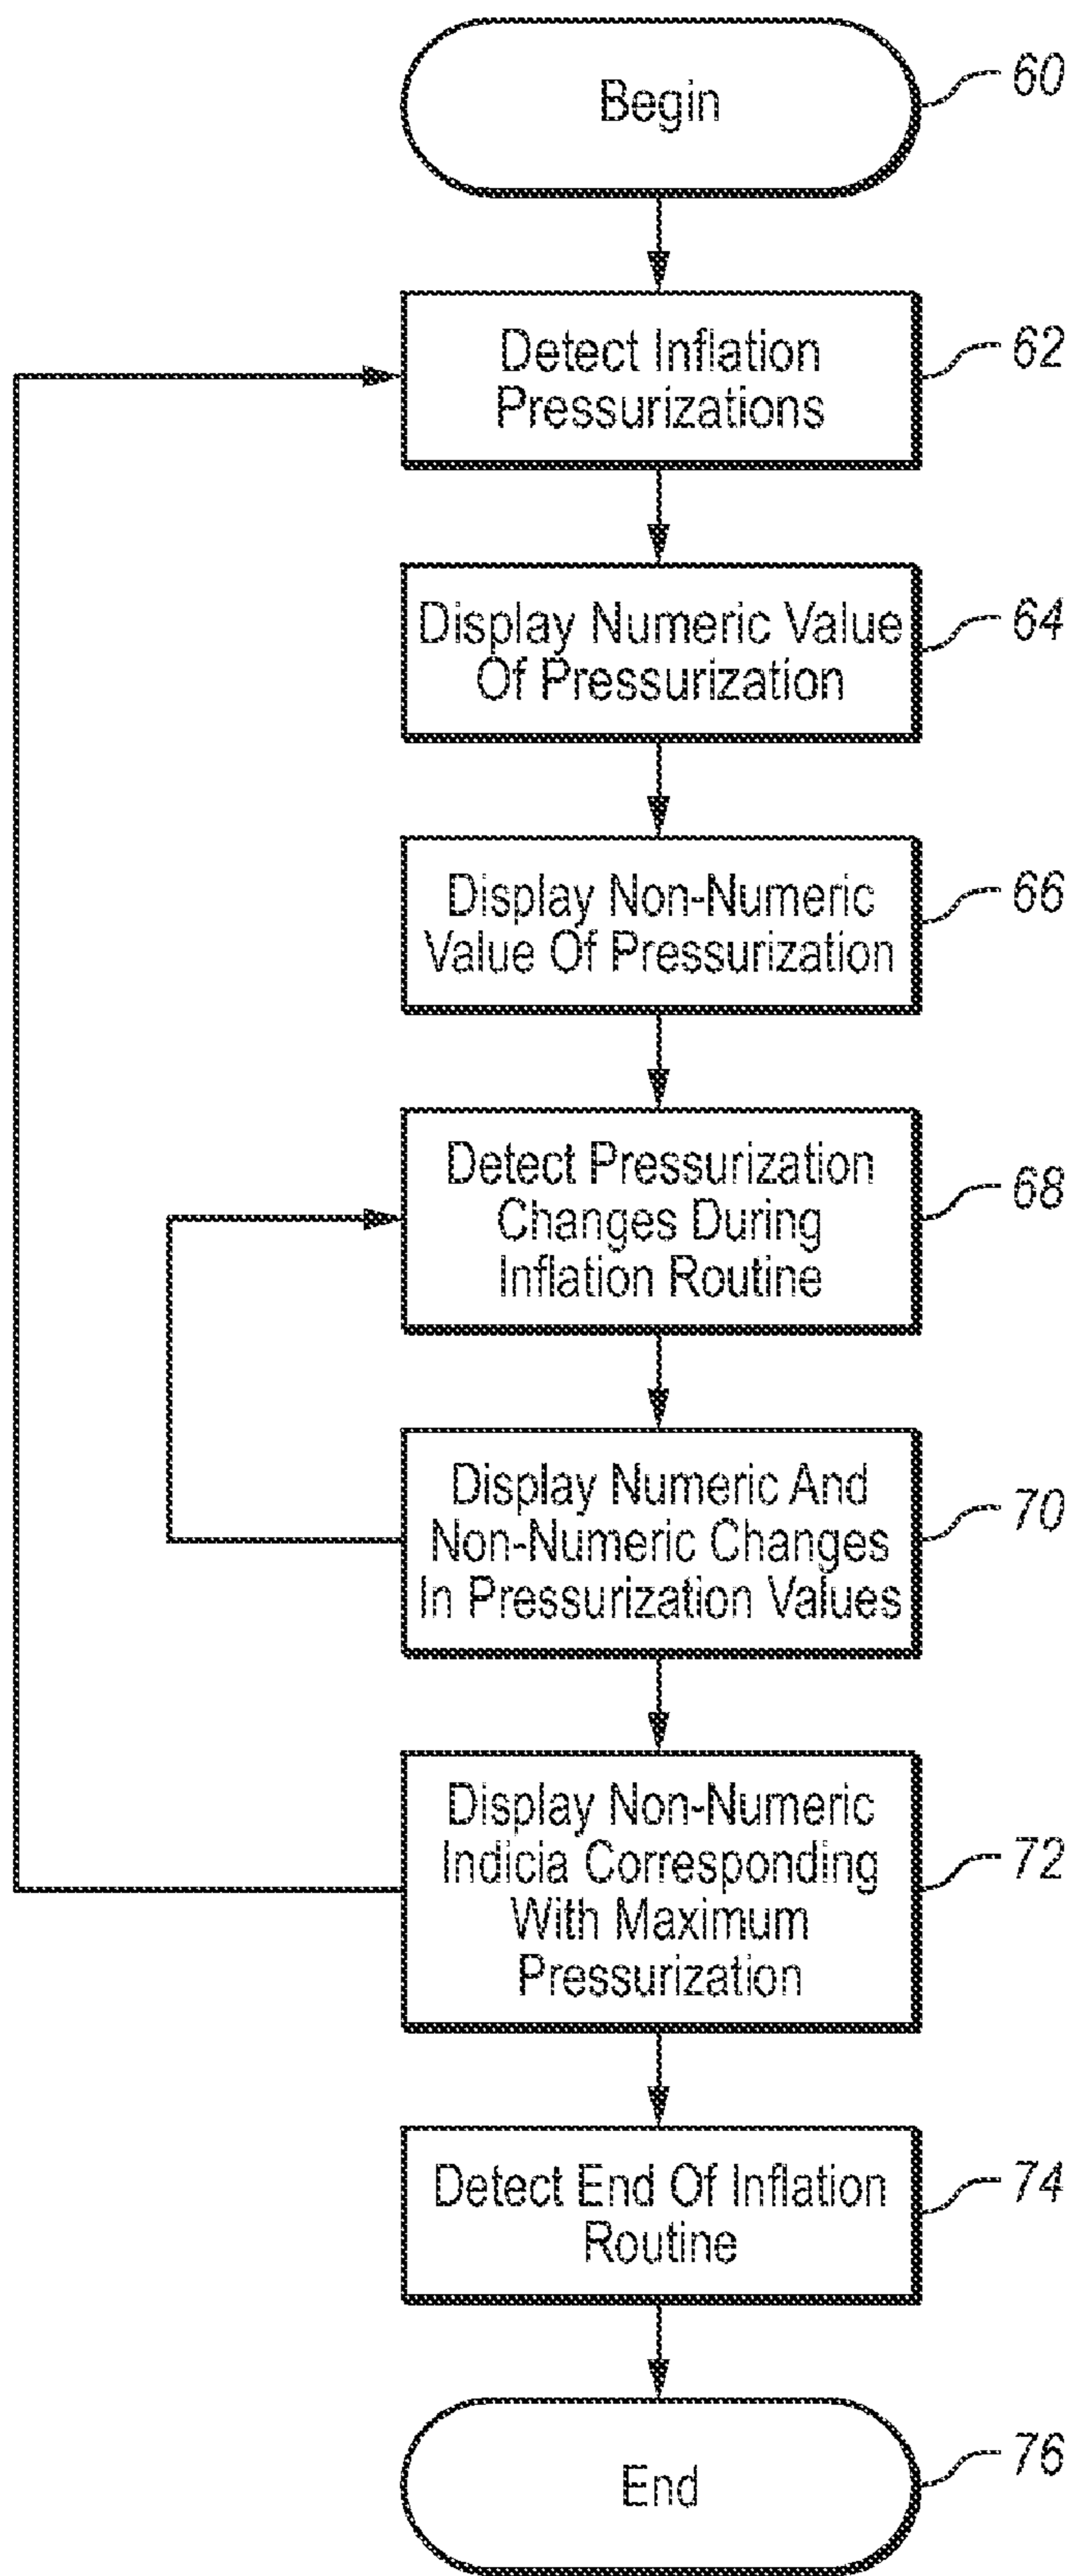 Begin
60
Detect Inflation
Pressurizations
62
Display Numeric Value
Of Pressurization
64
Display Non-Numeric
Value Of Pressurization
66
Detect Pressurization
Changes During
Inflation Routine
68
Display Numeric And
Non-Numeric Changes
In Pressurization Values
70
Display Non-Numeric
Indicia Corresponding
With Maximum
Pressurization
72
Detect End Of Inflation
Routine
74
End
76